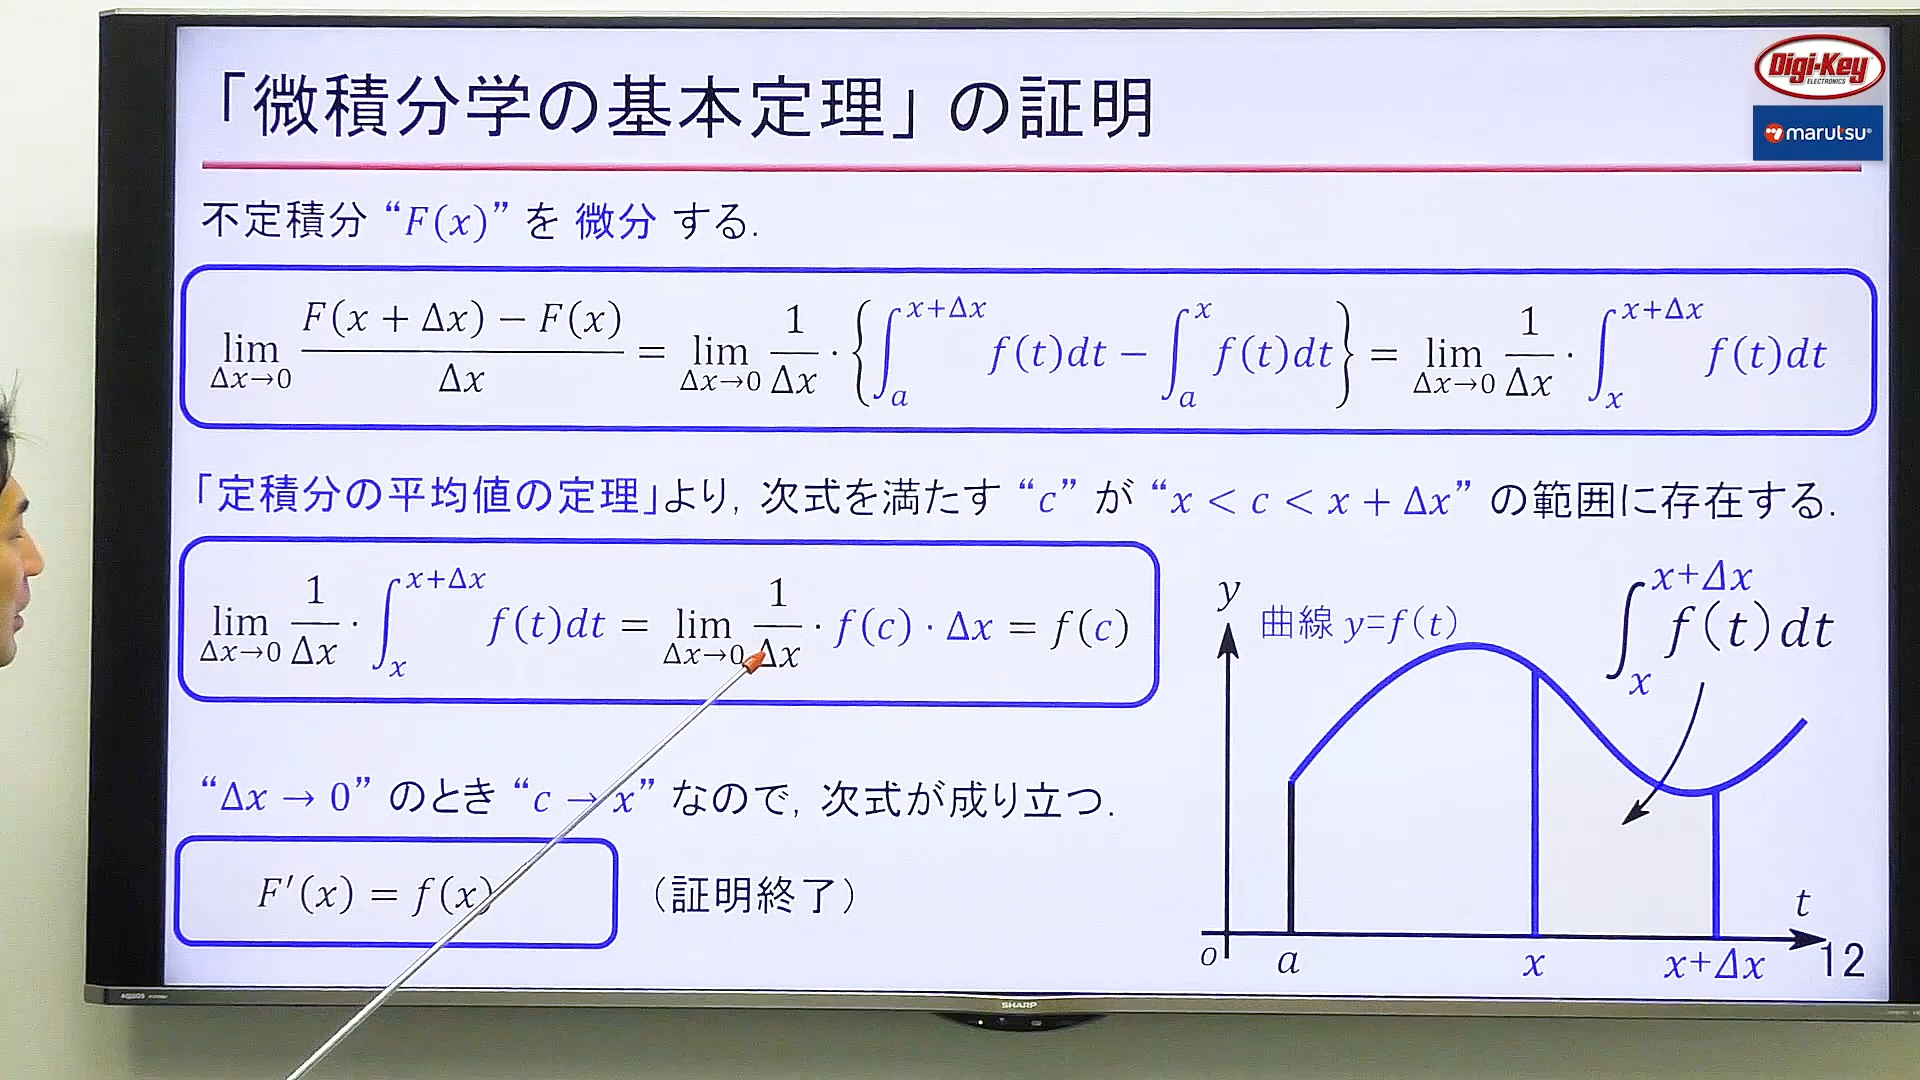 「微積分学の基本定理」の証明
Digi-Key
ELECTRONICS
marutsu
不定積分 “F(x)” を 微分 する.
lim_{Δx→0} \frac{F(x + Δx) − F(x)}{Δx} = lim_{Δx→0} \frac{1}{Δx} · {∫_a^{x+Δx} f(t)dt − ∫_a^x f(t)dt} = lim_{Δx→0} \frac{1}{Δx} · ∫_x^{x+Δx} f(t)dt
「定積分の平均値の定理」より, 次式を満たす “c” が “x < c < x + Δx” の範囲に存在する.
lim_{Δx→0} \frac{1}{Δx} · ∫_x^{x+Δx} f(t)dt = lim_{Δx→0} \frac{1}{Δx} · f(c) · Δx = f(c)
“Δx → 0” のとき “c → x” なので, 次式が成り立つ.
F′(x) = f(x)
(証明終了)
y
曲線 y=f(t)
∫_x^{x+Δx} f(t)dt
t
o
a
x
x+Δx
12
AQUOS
SHARP